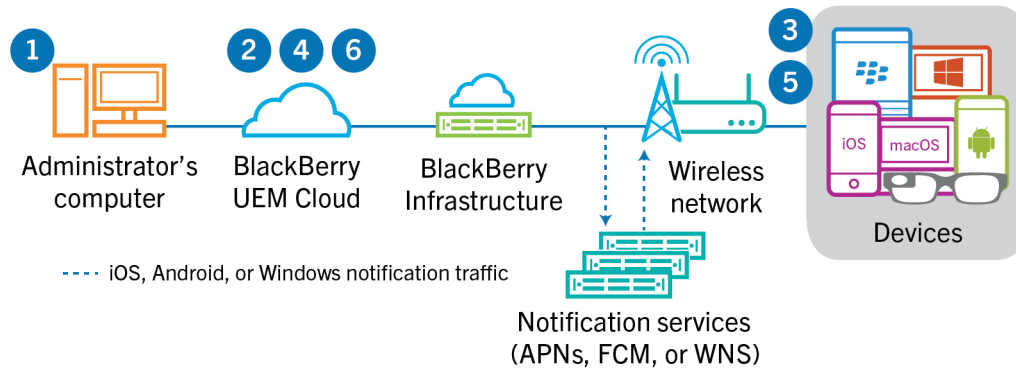 1
2 4 6
3
5
iOS
macOS
Administrator's
computer
BlackBerry
UEM Cloud
BlackBerry
Infrastructure
Wireless
network
Devices
iOS, Android, or Windows notification traffic
Notification services
(APNs, FCM, or WNS)